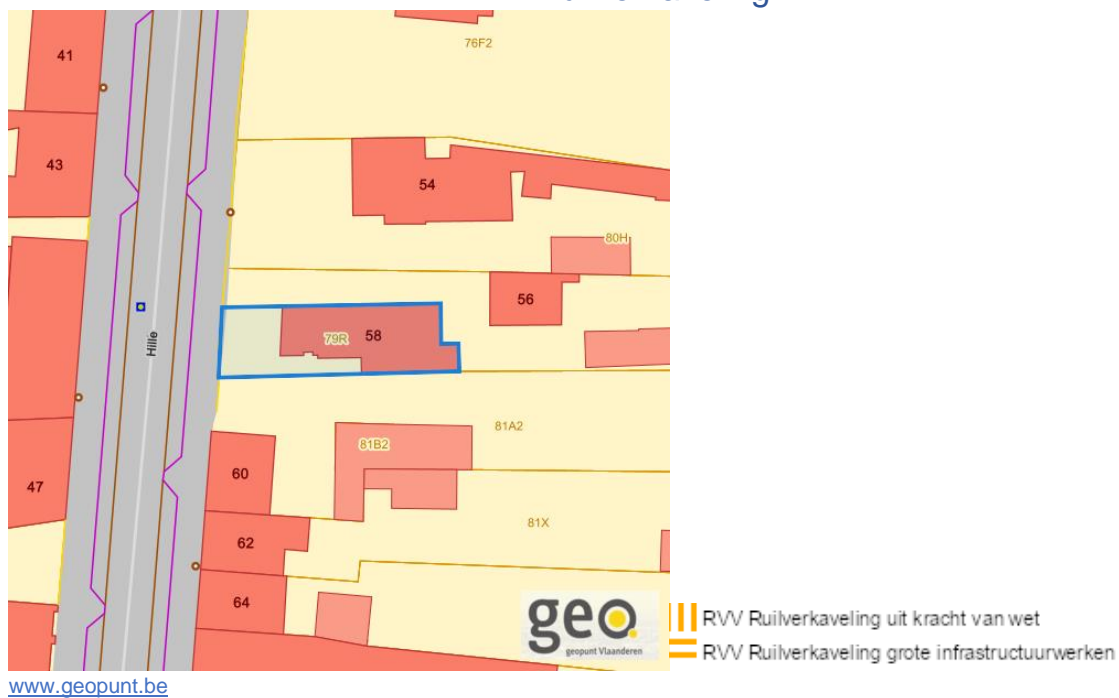 76F2
41
43
54
80H
56
Hille
79R 58
81A2
81B2
60
47
81X
62
64
geo
geopunt Vlaanderen
RVV Ruilverkaveling uit kracht van wet
RVV Ruilverkaveling grote infrastructuurwerken
www.geopunt.be